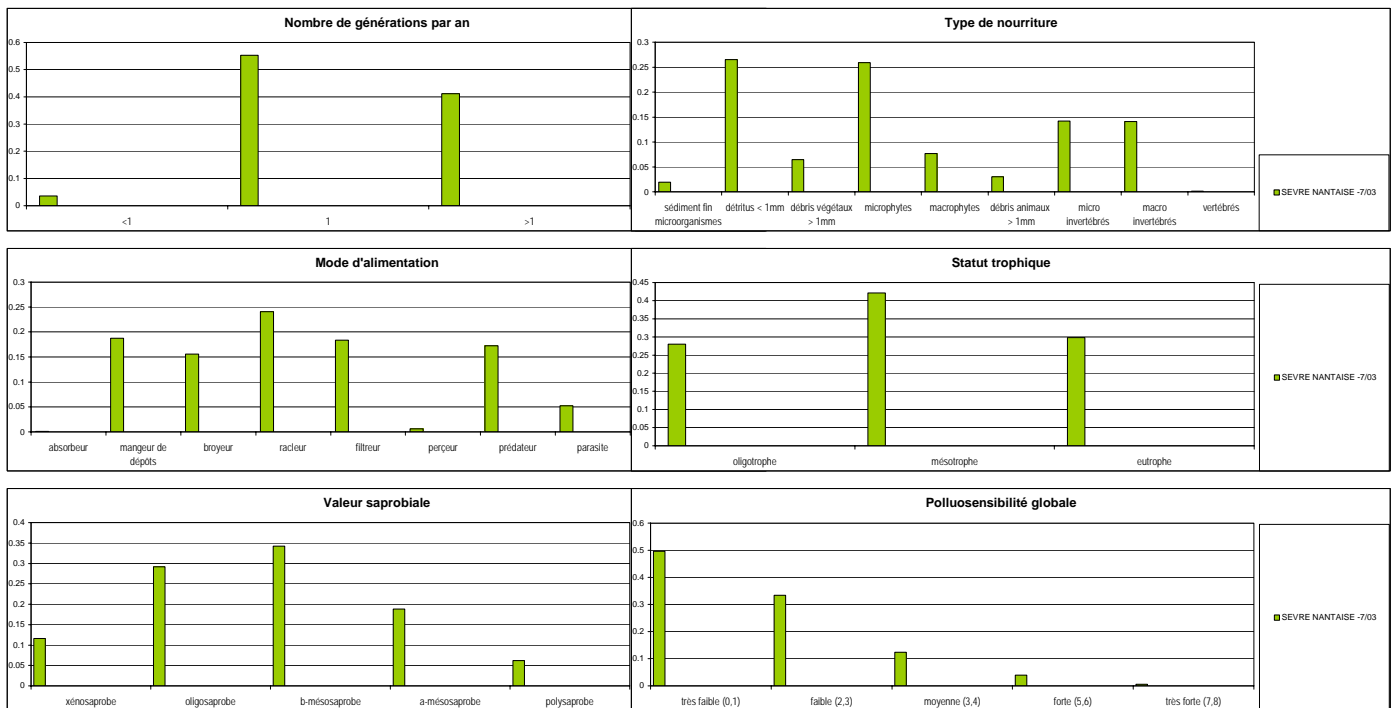 Nombre de générations par an
0.6
0.5
0.4
0.3
0.2
0.1
0
<1 1 >1
Type de nourriture
0.3
0.25
0.2
0.15
0.1
0.05
0
sédiment fin détritus < 1mm débris végétaux microphytes macrophytes débris animaux micro macro vertébrés
microorganismes > 1mm > 1mm invertébrés invertébrés
SEVRE NANTAISE -7/03
Mode d'alimentation
0.3
0.25
0.2
0.15
0.1
0.05
0
absorbeur mangeur de broyeur racleur filtreur perçeur prédateur parasite
dépôts
Statut trophique
0.45
0.4
0.35
0.3
0.25
0.2
0.15
0.1
0.05
0
oligotrophe mésotrophe eutrophe
SEVRE NANTAISE -7/03
Valeur saprobiale
0.4
0.35
0.3
0.25
0.2
0.15
0.1
0.05
0
xénosaprobe oligosaprobe b-mésosaprobe a-mésosaprobe polysaprobe
Polluosensibilité globale
0.6
0.5
0.4
0.3
0.2
0.1
0
très faible (0,1) faible (2,3) moyenne (3,4) forte (5,6) très forte (7,8)
SEVRE NANTAISE -7/03